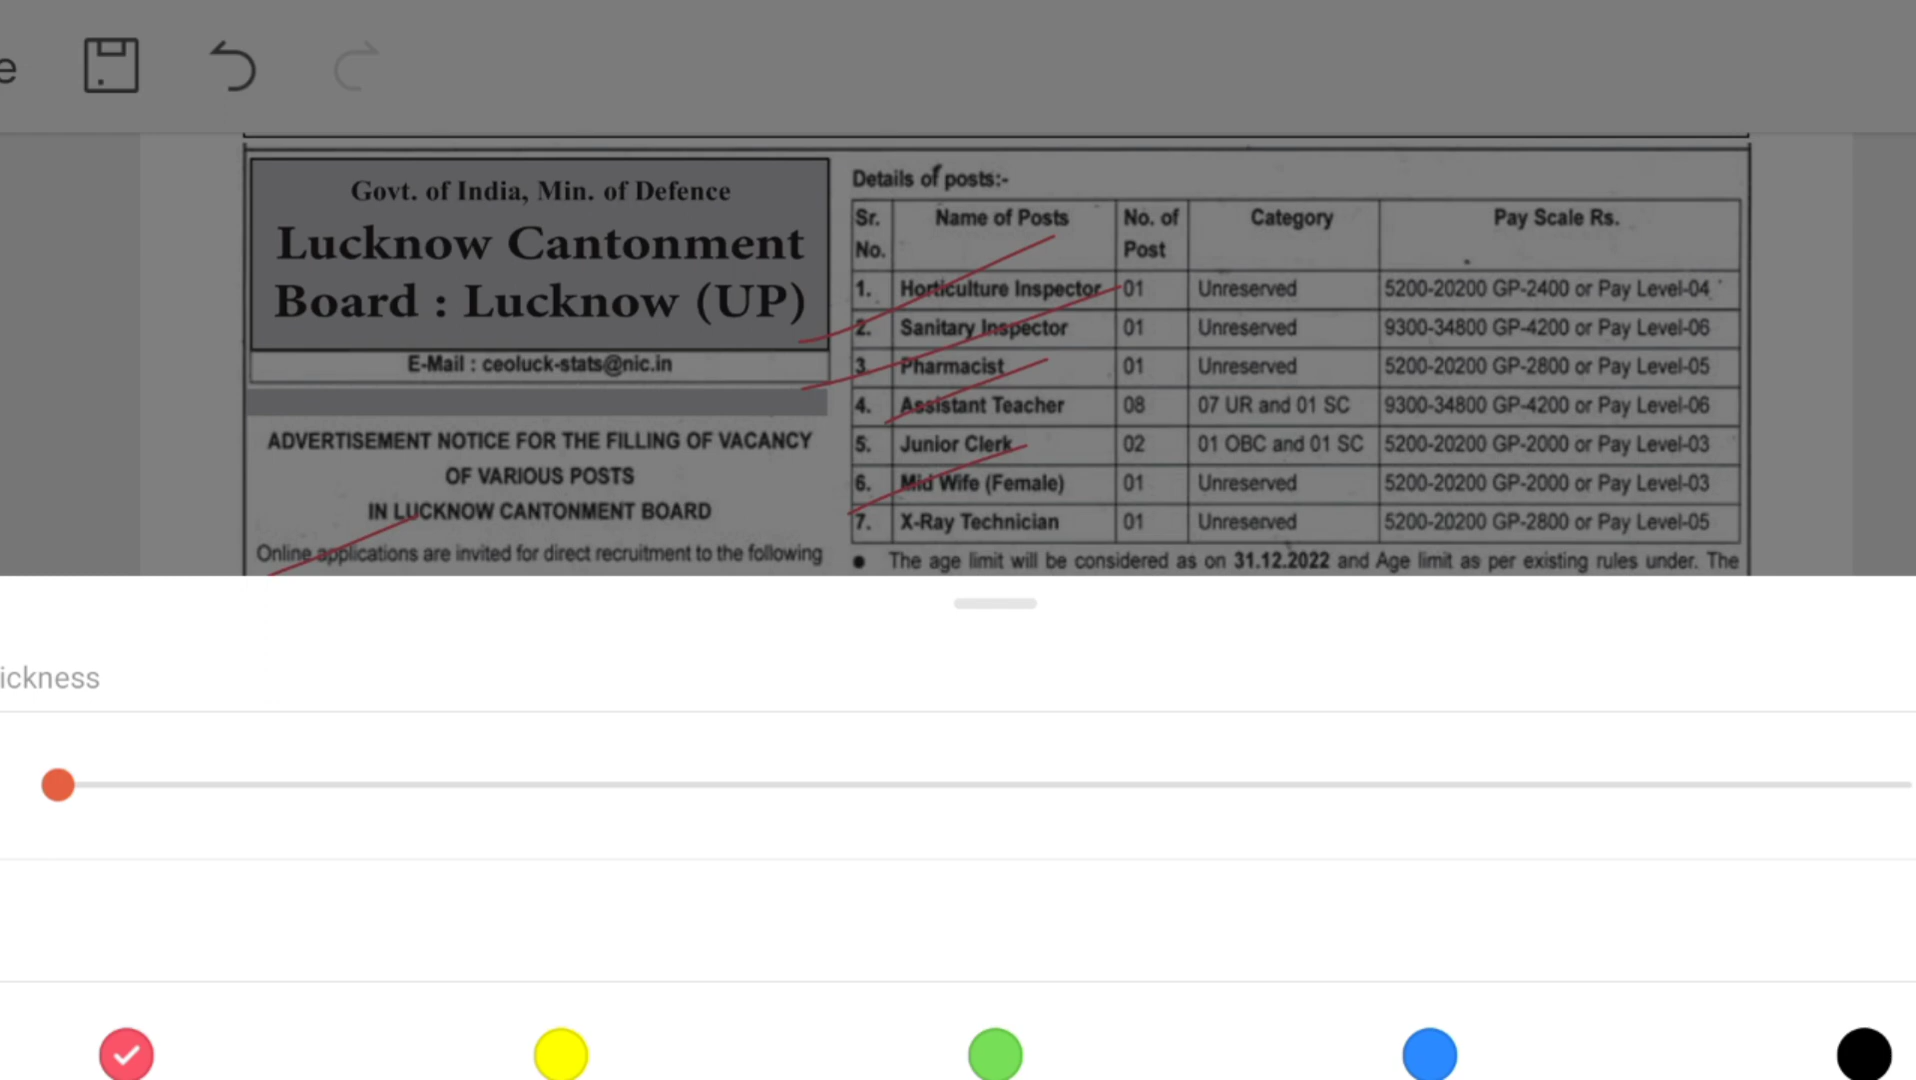 Govt. of India, Min. of Defence
Lucknow Cantonment
Board : Lucknow (UP)
E-Mail : ceoluck-stats@nic.in
ADVERTISEMENT NOTICE FOR THE FILLING OF VACANCY
OF VARIOUS POSTS
IN LUCKNOW CANTONMENT BOARD
Online applications are invited for direct recruitment to the following
Details of posts:-
Sr. No. Name of Posts No. of Post Category Pay Scale Rs.
1. Horticulture Inspector 01 Unreserved 5200-20200 GP-2400 or Pay Level-04
2. Sanitary Inspector 01 Unreserved 9300-34800 GP-4200 or Pay Level-06
3. Pharmacist 01 Unreserved 5200-20200 GP-2800 or Pay Level-05
4. Assistant Teacher 08 07 UR and 01 SC 9300-34800 GP-4200 or Pay Level-06
5. Junior Clerk 02 01 OBC and 01 SC 5200-20200 GP-2000 or Pay Level-03
6. Mid Wife (Female) 01 Unreserved 5200-20200 GP-2000 or Pay Level-03
7. X-Ray Technician 01 Unreserved 5200-20200 GP-2800 or Pay Level-05
● The age limit will be considered as on 31.12.2022 and Age limit as per existing rules under. The
ickness